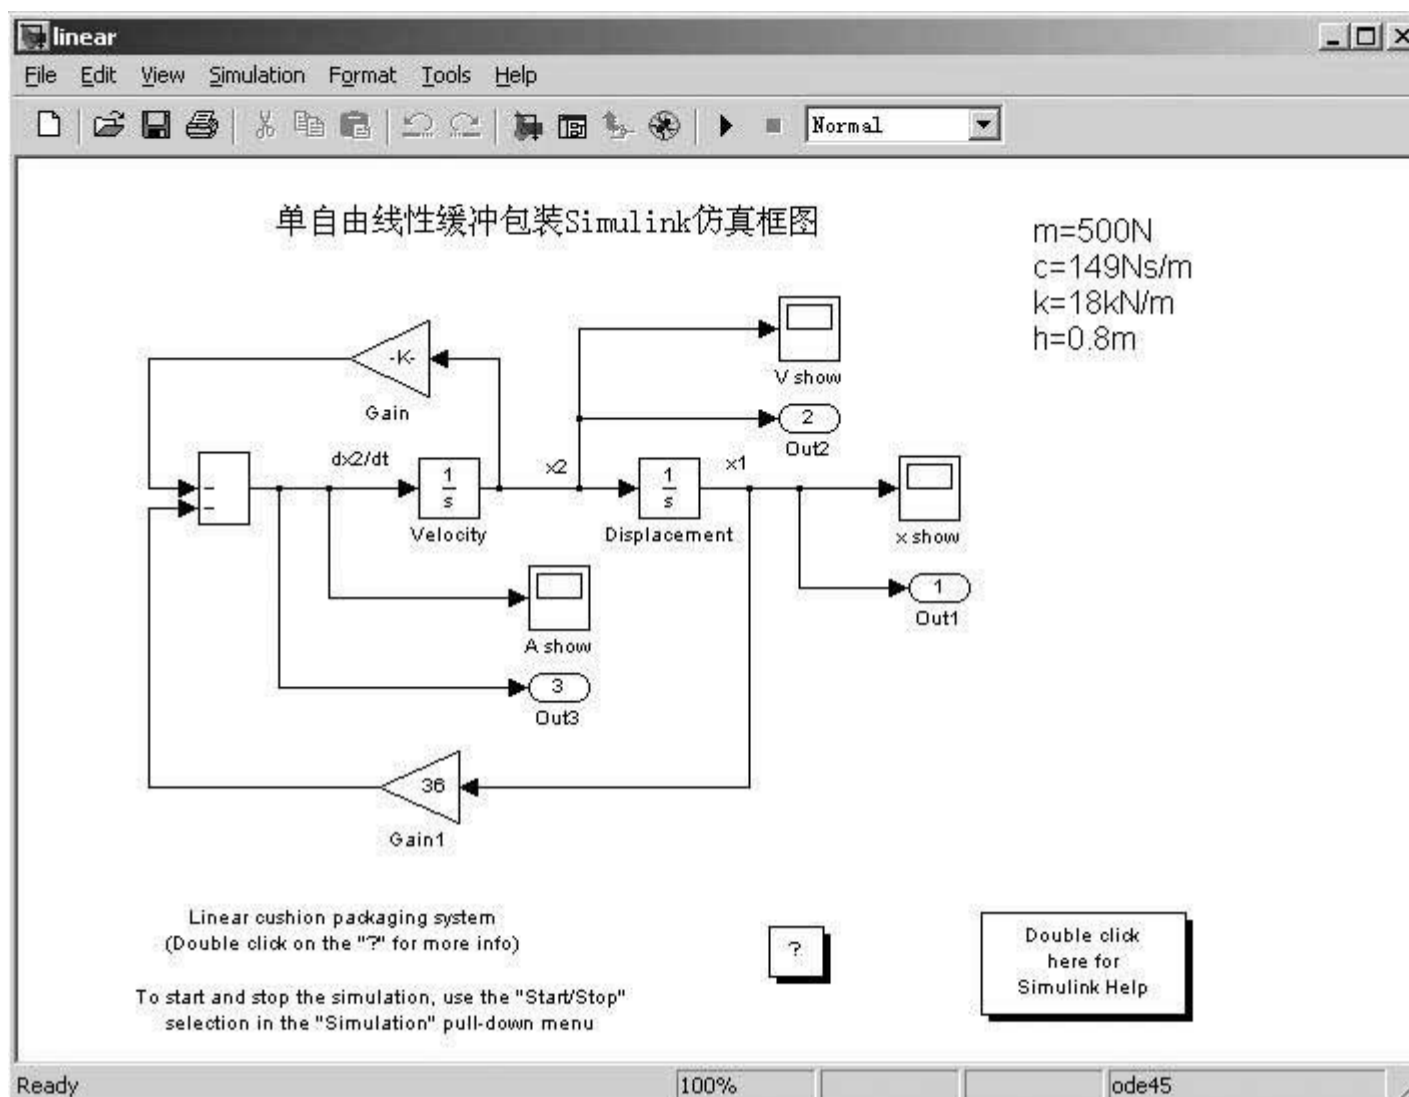 linear
File Edit View Simulation Format Tools Help
Normal
单自由线性缓冲包装Simulink仿真框图
m=500N
c=149Ns/m
k=18kN/m
h=0.8m
-K-
Gain
V show
2
Out2
dx2/dt
1
s
Velocity
x2
1
s
Displacement
x1
x show
1
Out1
A show
3
Out3
36
Gain1
Linear cushion packaging system
(Double click on the "?" for more info)
?
Double click
here for
Simulink Help
To start and stop the simulation, use the "Start/Stop"
selection in the "Simulation" pull-down menu
Ready
100%
ode45